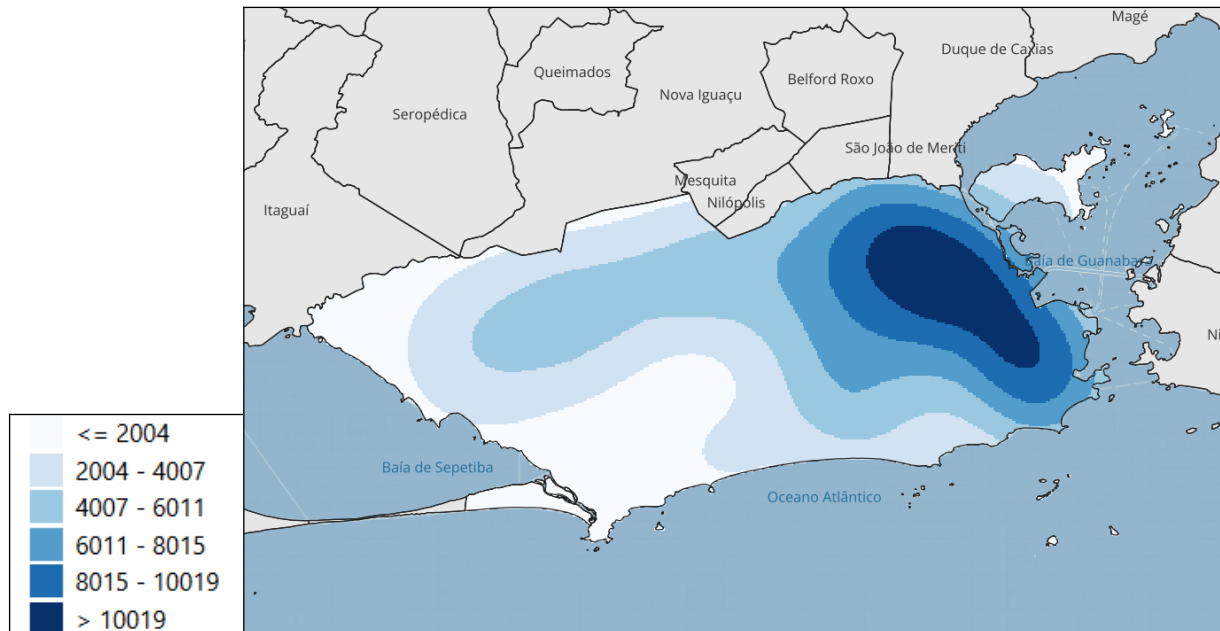 Magé
Duque de Caxias
Queimados
Belford Roxo
Nova Iguaçu
Seropédica
São João de Meriti
Mesquita
Nilópolis
Itaguaí
Baía de Guanabara
Ni
<= 2004
2004 - 4007
4007 - 6011
6011 - 8015
8015 - 10019
> 10019
Baía de Sepetiba
Oceano Atlântico